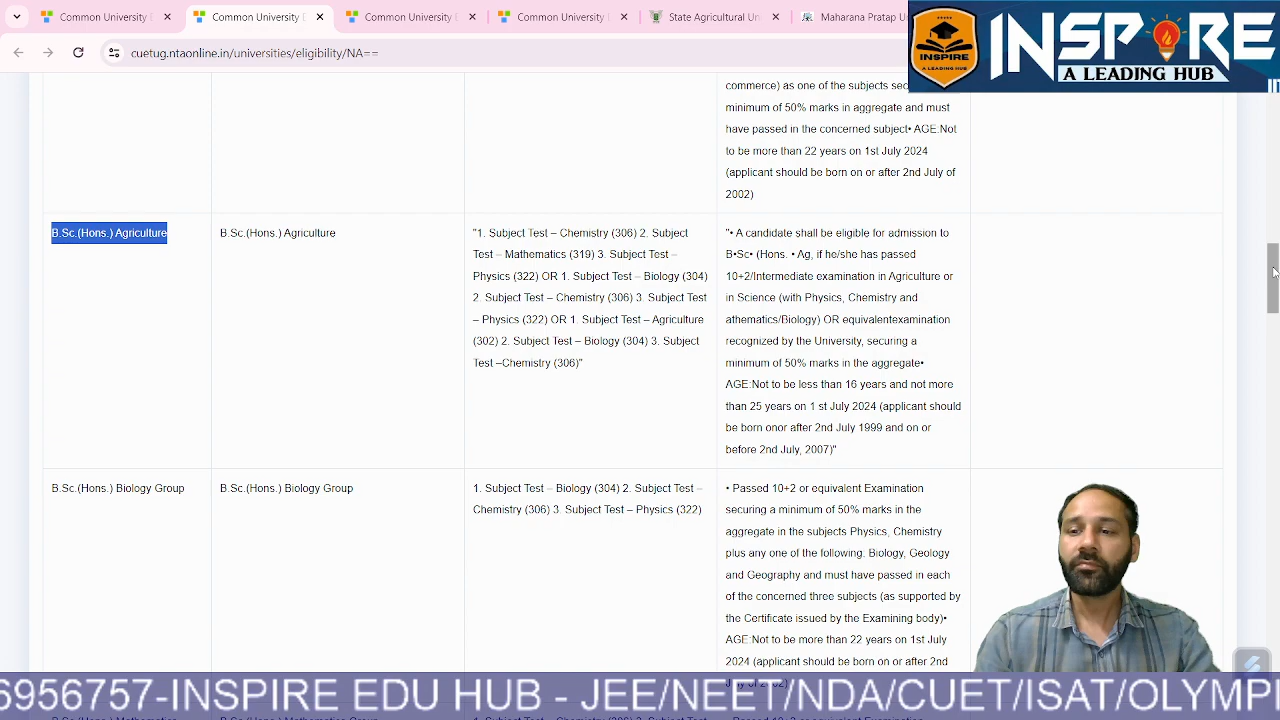 Common University
Common University
Common University
Common University
State Agricultural Un
Maharana Pratap U
cuetug.ntaonline.in/universities/eligibility/NA==
INSPIRE
A LEADING HUB
INSPIRE
A LEADING HUB
commerce) as one of the subjects
minimum of 50% marks in aggregate and must
have passed in the concerned subject• AGE:Not
to be more than 22 years on 1st July 2024
(applicant should be born on or after 2nd July of
2002)
B.Sc.(Hons.) Agriculture
B.Sc.(Hons.) Agriculture
"1. Subject Test – Chemistry (306) 2. Subject
Test – Mathematics (319) 3. Subject Test –
Physics (322) OR 1. Subject Test – Biology (304)
2. Subject Test – Chemistry (306) 3. Subject Test
– Physics (322) OR 1. Subject Test – Agriculture
(302) 2. Subject Test – Biology (304) 3. Subject
Test –Chemistry (306)"
"• A candidate shall be eligible for admission to
B•Sc• (Hons. • Ag, if he/she has passed
10+2/Intermediate examination in Agriculture or
in Science (with Physics, Chemistry and
athematics/Biology) OR equivalentexamination
recognized by the University, securing a
minimum of 50% marks in the aggregate•
AGE:Not to be less than 16 years and not more
than 25 years on 1 st July 2024 (applicant should
be born onor after 2nd July 1999 and on or
before 2nd July, 2007)"
B.Sc.(Hons.) Biology Group
B.Sc.(Hons.) Biology Group
1. Subject Test – Biology (304) 2. Subject Test –
Chemistry (306) 3. Subject Test – Physics (322)
• Passed 10+2 or equivalent Examination
securing a minimum of 50% marks in the
aggregate in the subjects Physics, Chemistry
plus any one of the following. Biology, Geology
and Geography and must have passed in each
of the concerned three subjects (as supported by
the Certificate issued by the Examining body)•
AGE:Not to be more than 22 years on 1st July
2024 (applicant should be born on or after 2nd
July of 2002)
6956757-INSPIRE EDU HUB - JEE/NEET/NDA/CUET/ISAT/OLYMPI